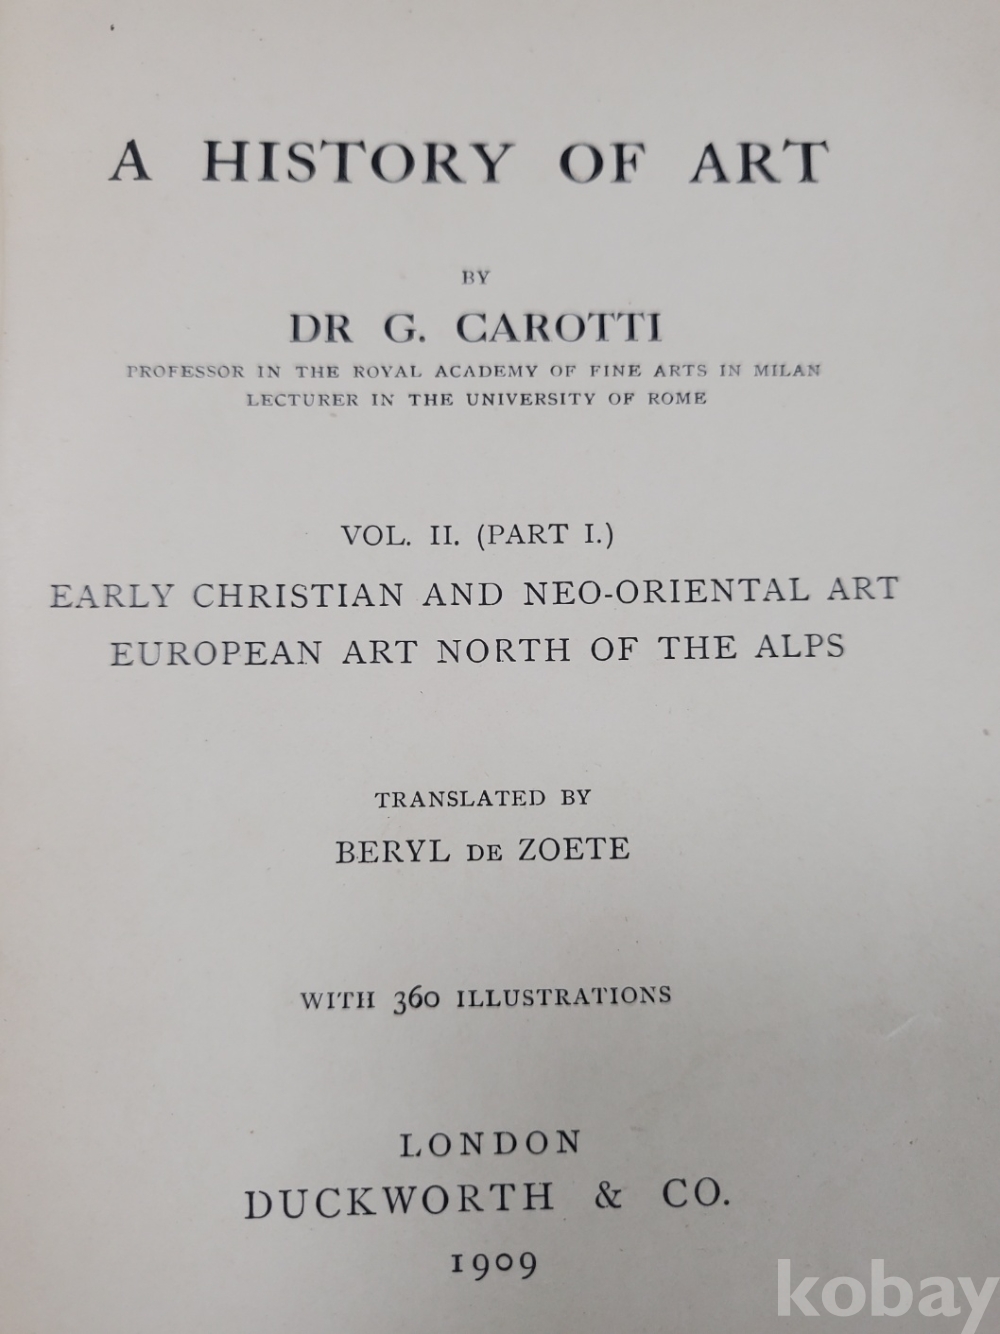 A HISTORY OF ART
BY
DR G. CAROTTI
PROFESSOR IN THE ROYAL ACADEMY OF FINE ARTS IN MILAN
LECTURER IN THE UNIVERSITY OF ROME
VOL. II. (PART I.)
EARLY CHRISTIAN AND NEO-ORIENTAL ART
EUROPEAN ART NORTH OF THE ALPS
TRANSLATED BY
BERYL DE ZOETE
WITH 360 ILLUSTRATIONS
LONDON
DUCKWORTH & CO.
1909
kobay